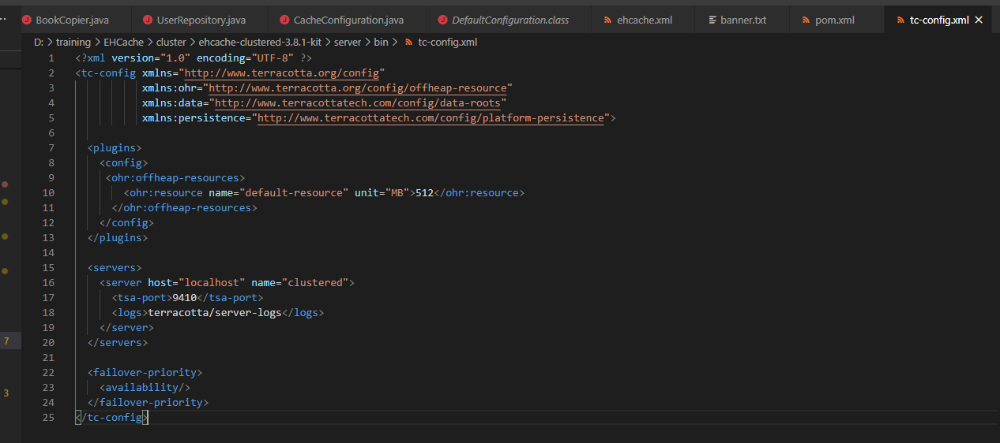 BookCopier.java UserRepository.java CacheConfiguration.java DefaultConfiguration.class ehcache.xml banner.txt pom.xml tc-config.xml
D: > training > EHCache > cluster > ehcache-clustered-3.8.1-kit > server > bin > tc-config.xml
1 <?xml version="1.0" encoding="UTF-8" ?>
2 <tc-config xmlns="http://www.terracotta.org/config"
3 xmlns:ohr="http://www.terracotta.org/config/offheap-resource"
4 xmlns:data="http://www.terracottatech.com/config/data-roots"
5 xmlns:persistence="http://www.terracottatech.com/config/platform-persistence">
6
7 <plugins>
8 <config>
9 <ohr:offheap-resources>
10 <ohr:resource name="default-resource" unit="MB">512</ohr:resource>
11 </ohr:offheap-resources>
12 </config>
13 </plugins>
14
15 <servers>
16 <server host="localhost" name="clustered">
17 <tsa-port>9410</tsa-port>
18 <logs>terracotta/server-logs</logs>
19 </server>
7 20 </servers>
21
22 <failover-priority>
3 23 <availability/>
24 </failover-priority>
25 </tc-config>